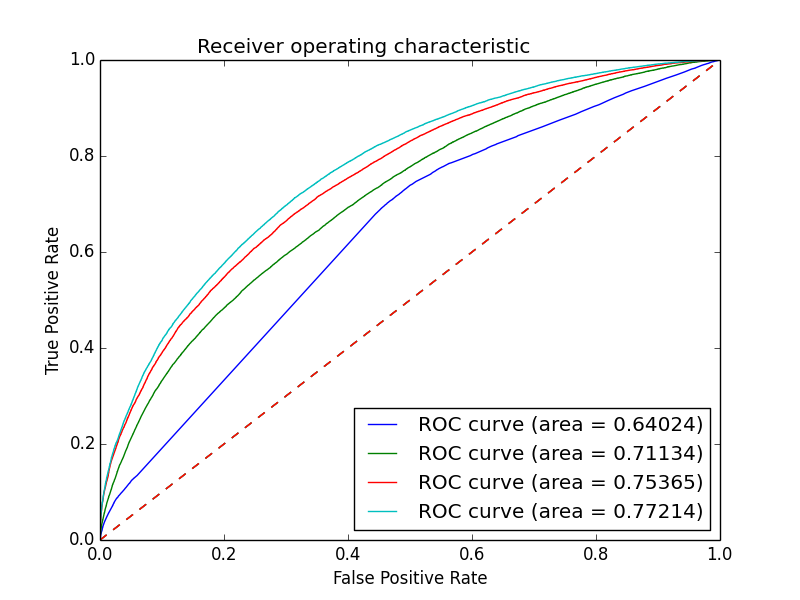 Receiver operating characteristic
1.0
0.8
0.6
0.4
0.2
0.0
True Positive Rate
ROC curve (area = 0.64024)
ROC curve (area = 0.71134)
ROC curve (area = 0.75365)
ROC curve (area = 0.77214)
0.0 0.2 0.4 0.6 0.8 1.0
False Positive Rate